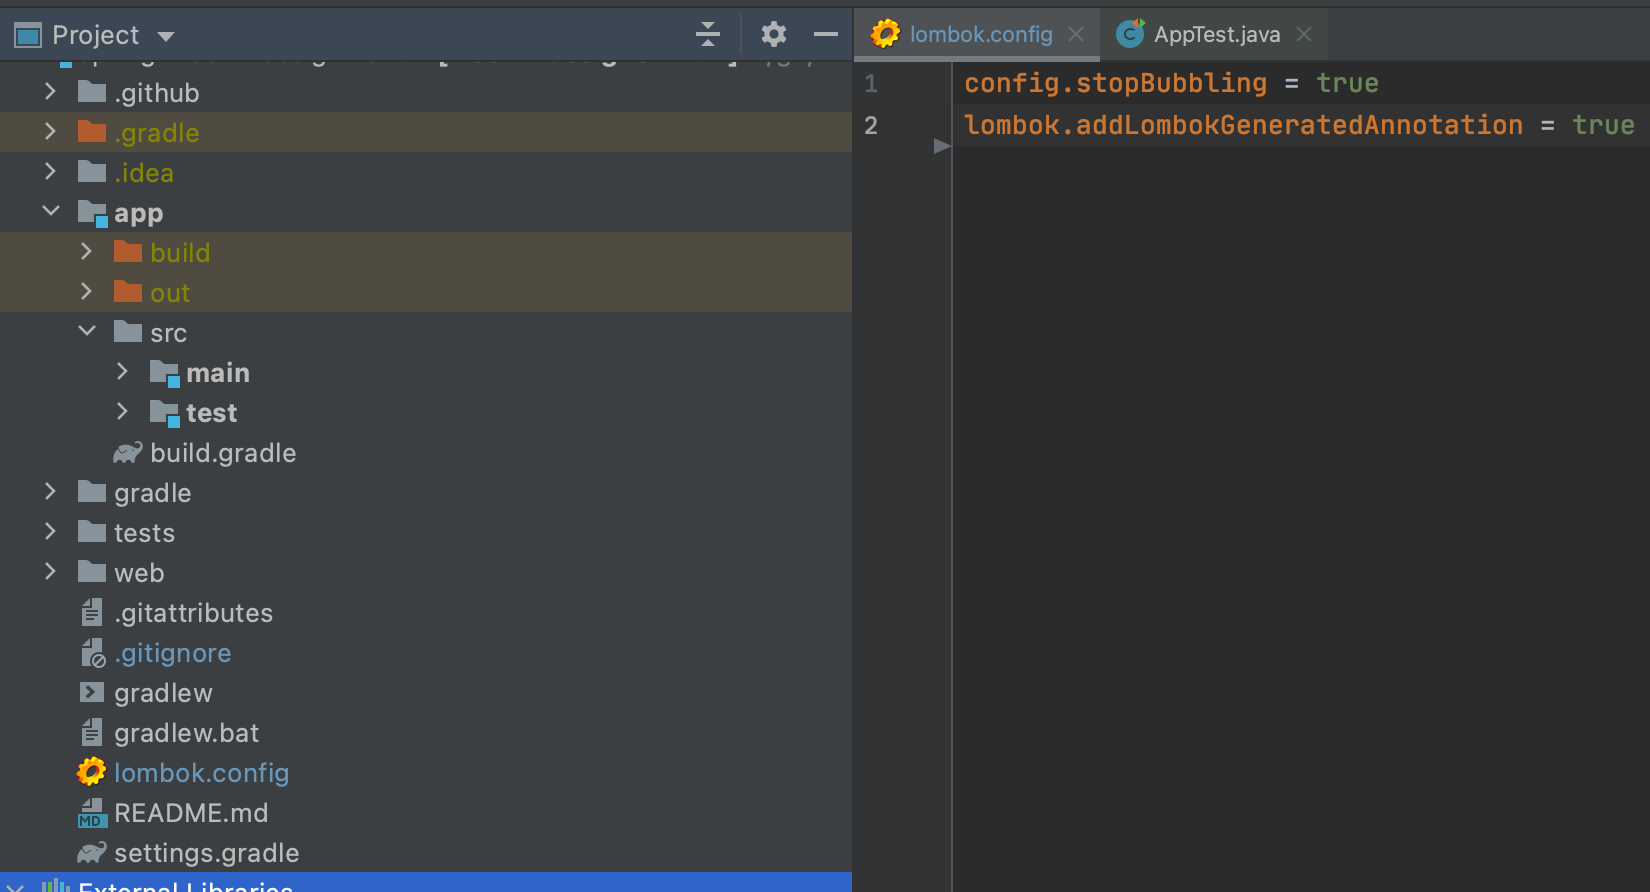 Project
lombok.config
AppTest.java
.github
.gradle
.idea
app
build
out
src
main
test
build.gradle
gradle
tests
web
.gitattributes
.gitignore
gradlew
gradlew.bat
lombok.config
MD README.md
settings.gradle
External Libraries
1 config.stopBubbling = true
2 lombok.addLombokGeneratedAnnotation = true